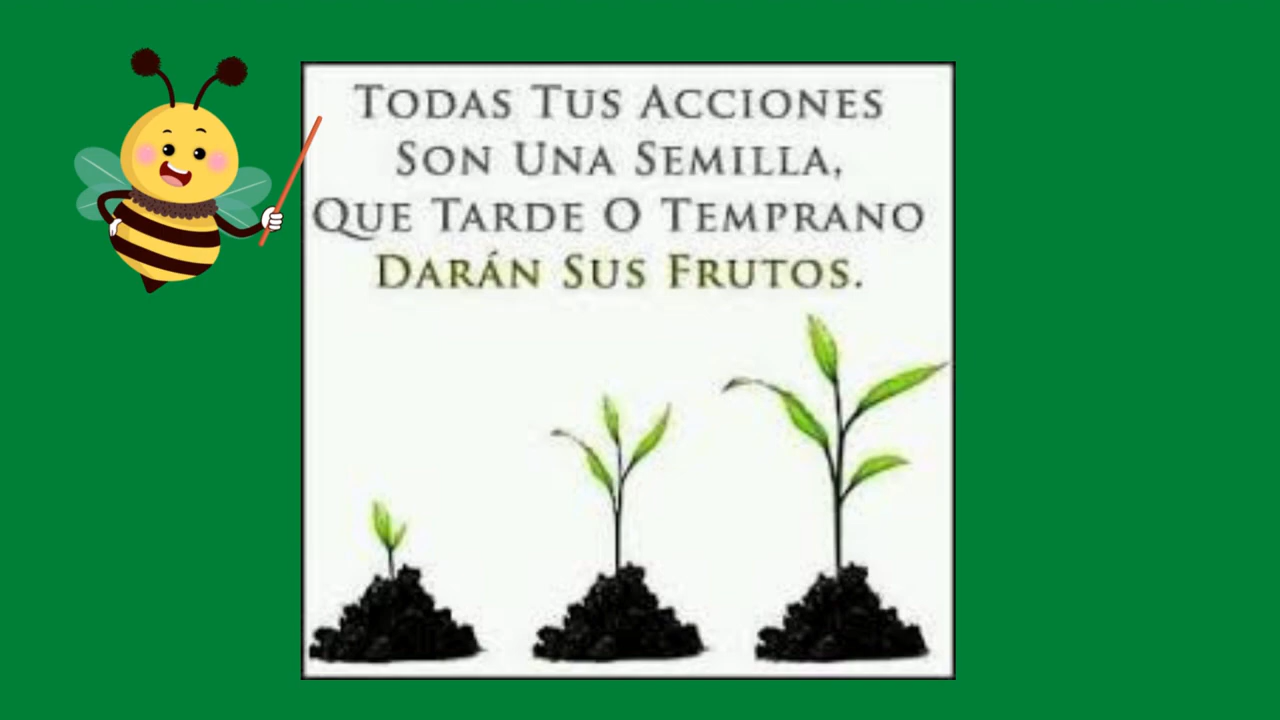 Todas Tus Acciones
Son Una Semilla,
Que Tarde O Temprano
Darán Sus Frutos.